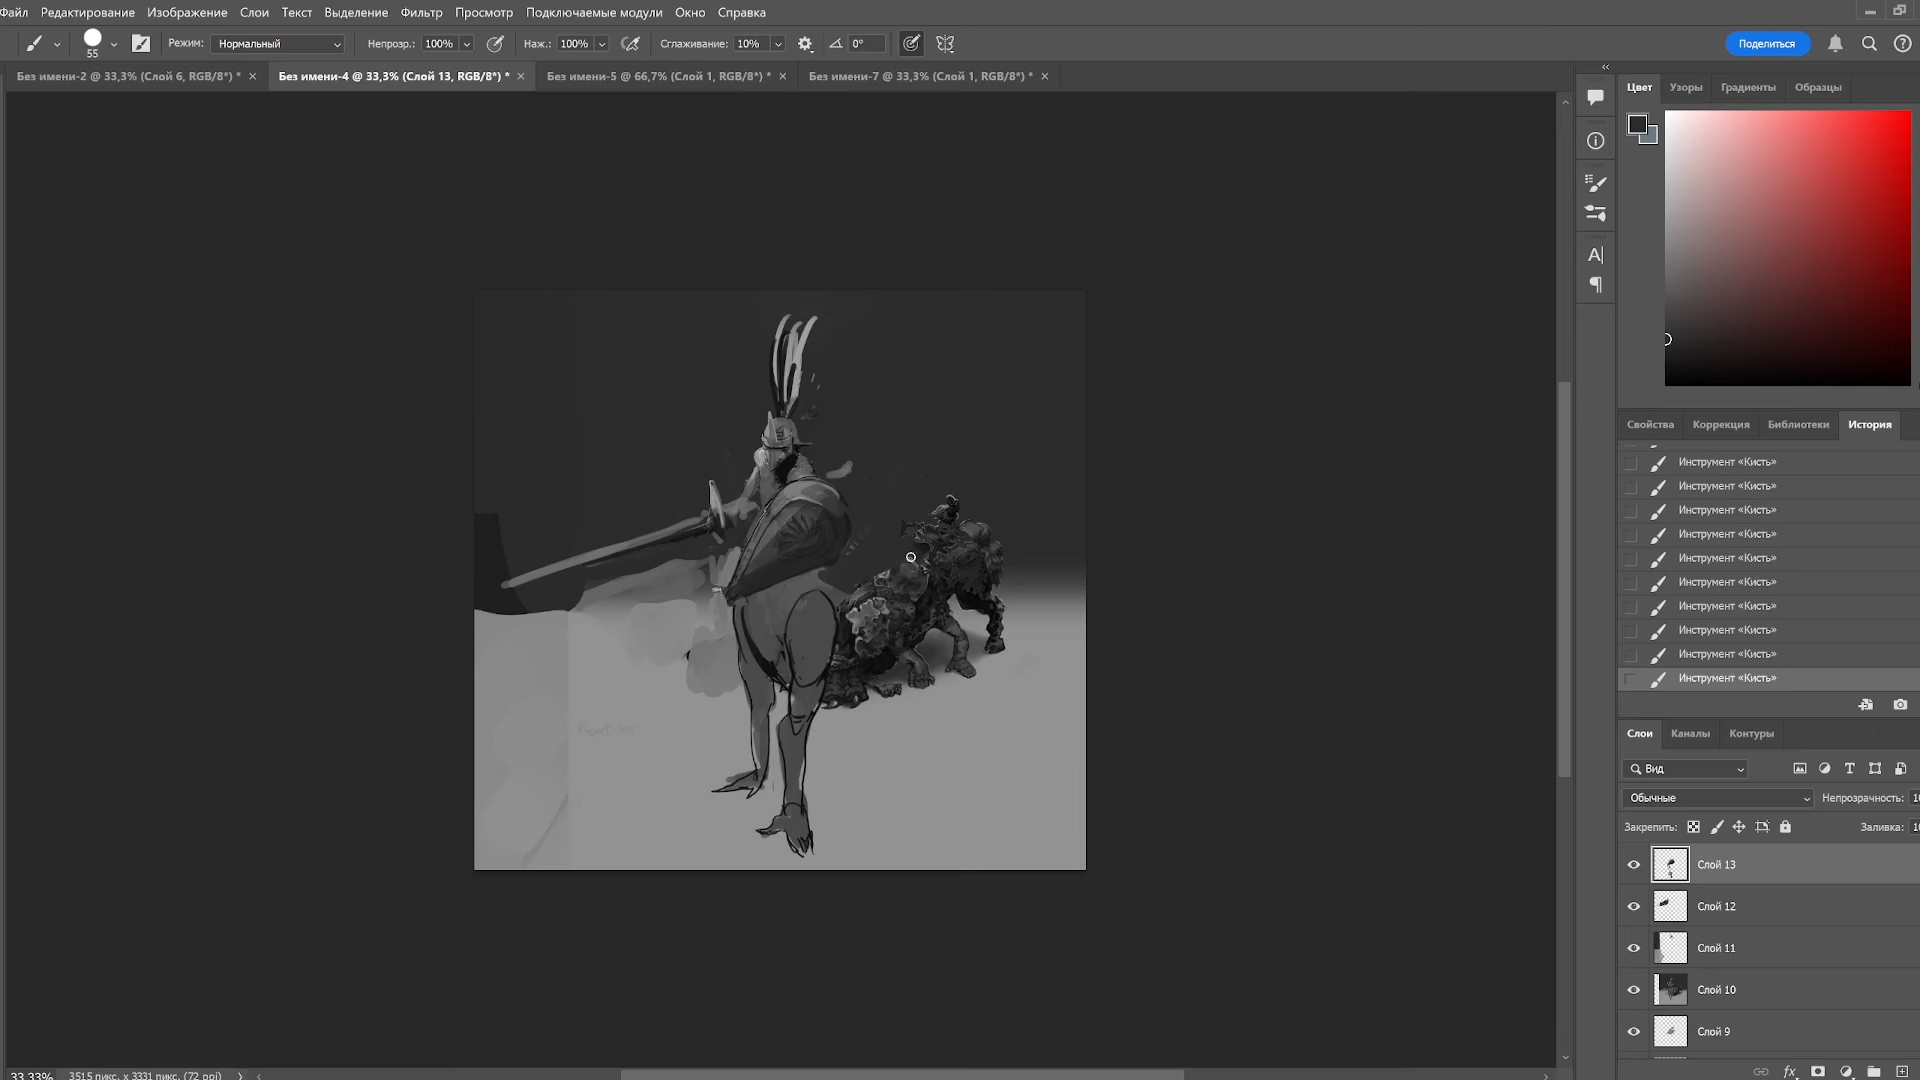 Файл Редактирование Изображение Слои Текст Выделение Фильтр Просмотр Подключаемые модули Окно Справка
55 Режим: Нормальный Непрозр.: 100% Наж.: 100% Сглаживание: 10% 0° Поделиться
Без имени-2 @ 33,3% (Слой 6, RGB/8*) * Без имени-4 @ 33,3% (Слой 13, RGB/8*) * Без имени-5 @ 66,7% (Слой 1, RGB/8*) * Без имени-7 @ 33,3% (Слой 1, RGB/8*) *
Цвет Узоры Градиенты Образцы
Свойства Коррекция Библиотеки История
Инструмент «Кисть»
Инструмент «Кисть»
Инструмент «Кисть»
Инструмент «Кисть»
Инструмент «Кисть»
Инструмент «Кисть»
Инструмент «Кисть»
Инструмент «Кисть»
Инструмент «Кисть»
Инструмент «Кисть»
Слои Каналы Контуры
Вид
Обычные Непрозрачность: 10
Закрепить: Заливка: 10
Слой 13
Слой 12
Слой 11
Слой 10
Слой 9
33,33% 3515 пикс. x 3331 пикс. (72 ppi)